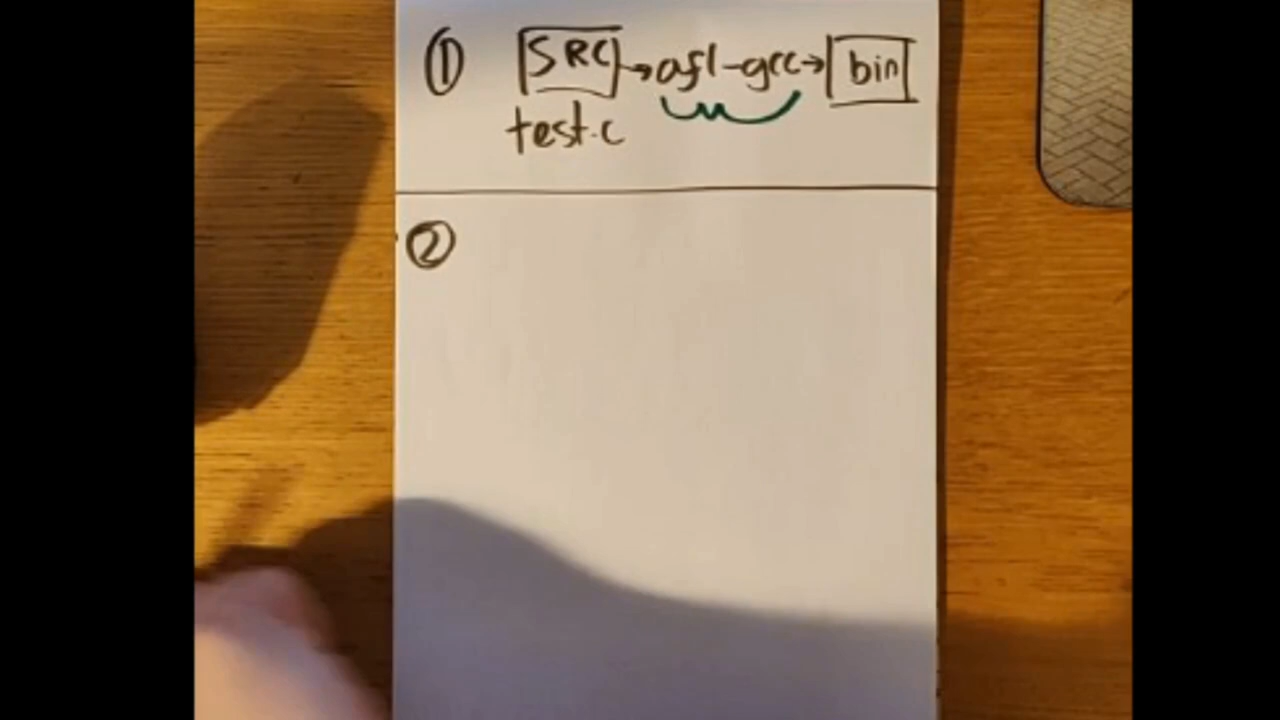 ① SRC → afl-gcc → bin
test.c
②